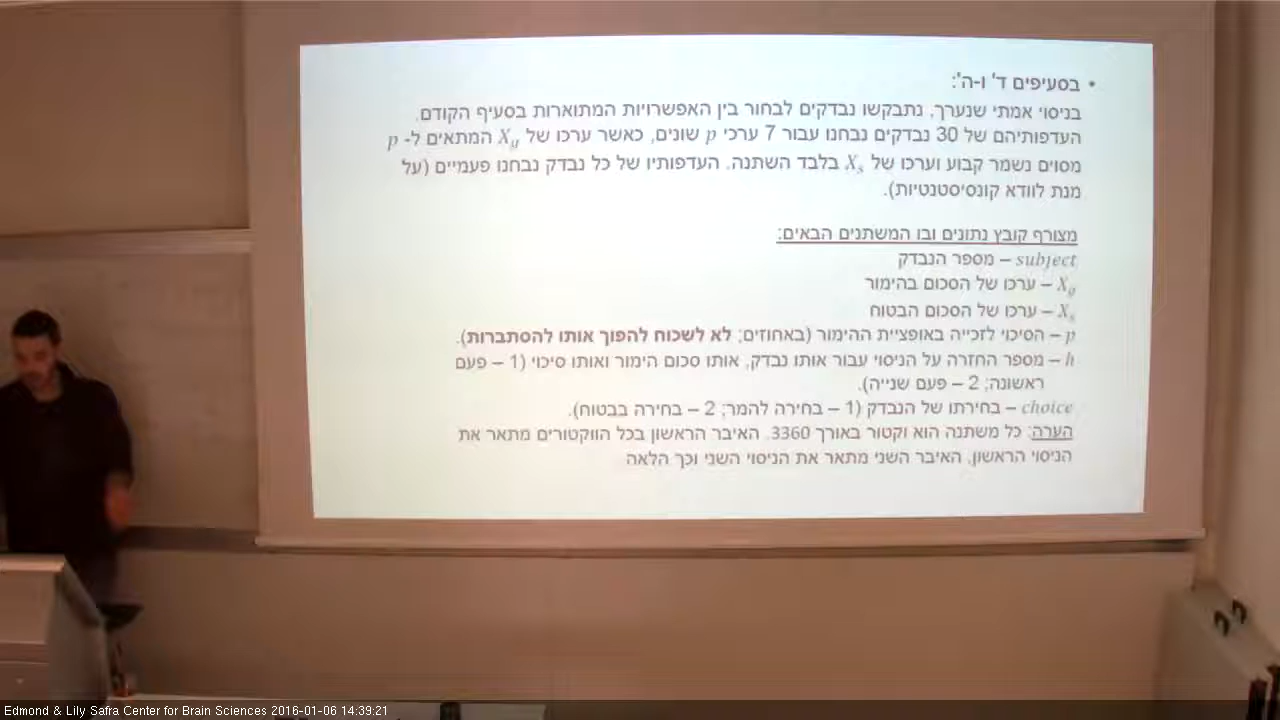 • בסעיפים ד' ו-ה':
בניסוי אמתי שנערך, נתבקשו נבדקים לבחור בין האפשרויות המתוארות בסעיף הקודם.
העדפותיהם של 30 נבדקים נבחנו עבור 7 ערכי p שונים, כאשר ערכו של X_g המתאים ל- p
מסוים נשמר קבוע וערכו של X_s בלבד השתנה. העדפותיו של כל נבדק נבחנו פעמיים (על
מנת לוודא קונסיסטנטיות).
מצורף קובץ נתונים ובו המשתנים הבאים:
subject – מספר הנבדק
X_g – ערכו של הסכום בהימור
X_s – ערכו של הסכום הבטוח
p – הסיכוי לזכייה באופציית ההימור (באחוזים; לא לשכוח להפוך אותו להסתברות).
h – מספר החזרה על הניסוי עבור אותו נבדק, אותו סכום הימור ואותו סיכוי (1 – פעם
ראשונה; 2 – פעם שנייה).
choice – בחירתו של הנבדק (1 – בחירה להמר; 2 – בחירה בבטוח).
הערה: כל משתנה הוא וקטור באורך 3360. האיבר הראשון בכל הווקטורים מתאר את
הניסוי הראשון, האיבר השני מתאר את הניסוי השני וכך הלאה
Edmond & Lily Safra Center for Brain Sciences 2016-01-06 14:39:21